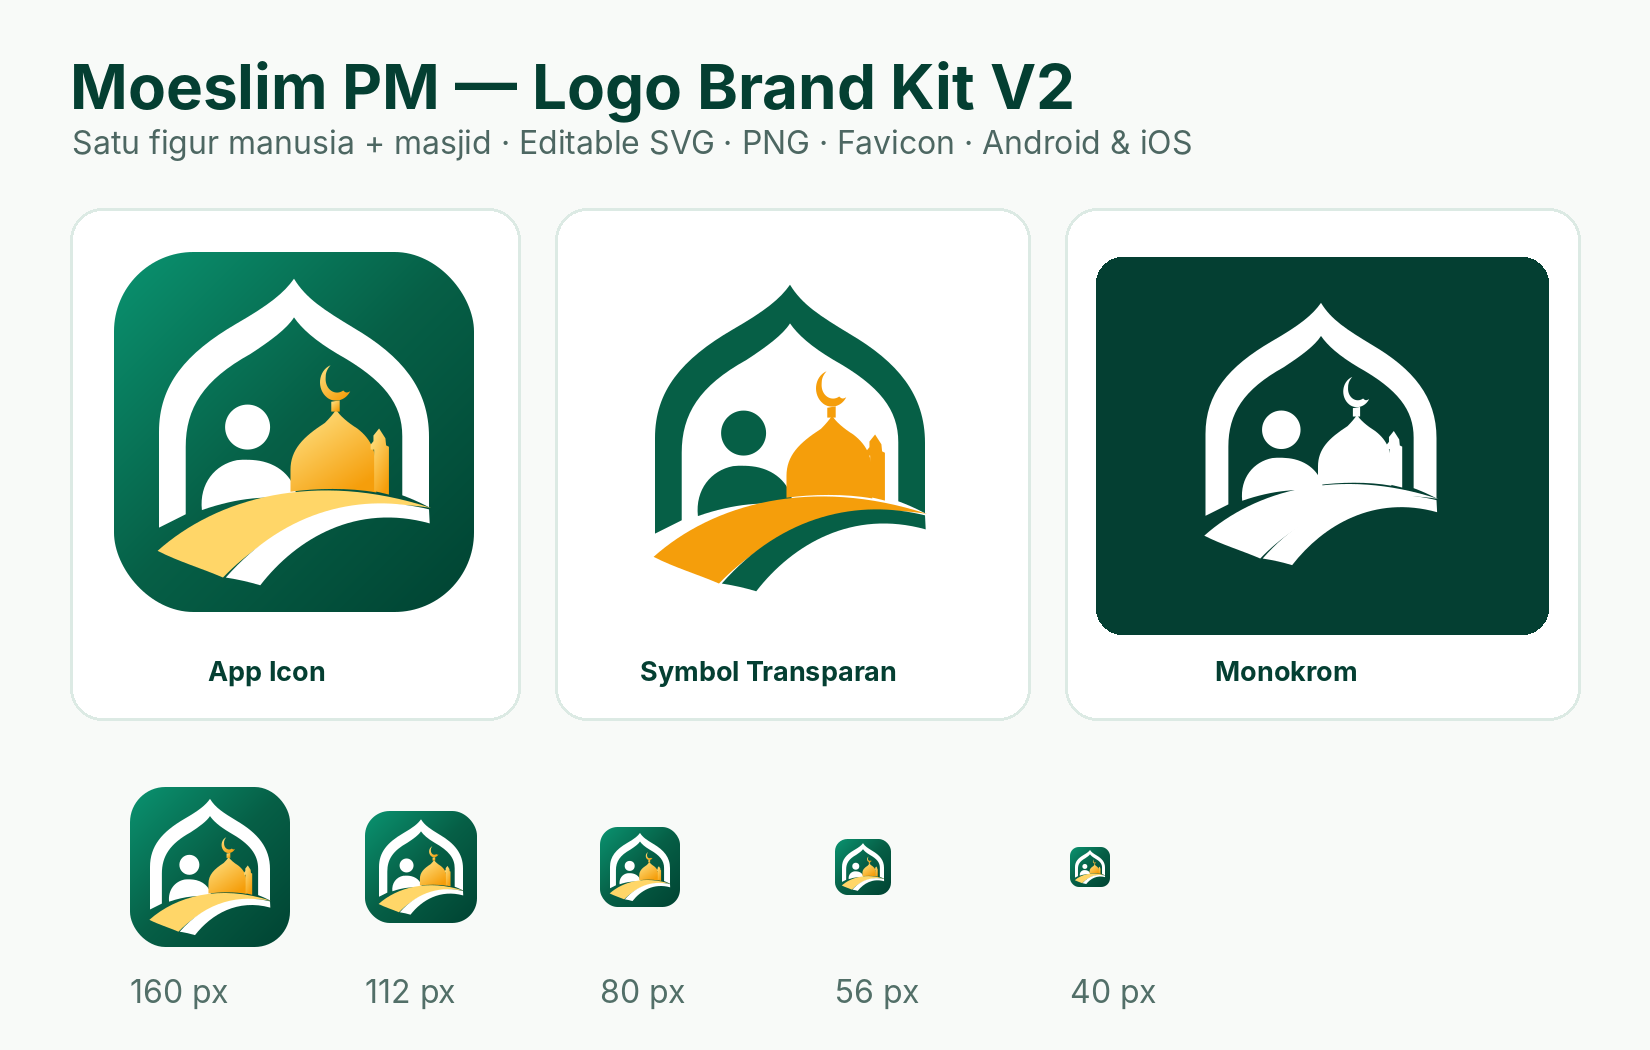 Moeslim PM — Logo Brand Kit V2
Satu figur manusia + masjid · Editable SVG · PNG · Favicon · Android & iOS
App Icon
Symbol Transparan
Monokrom
160 px
112 px
80 px
56 px
40 px